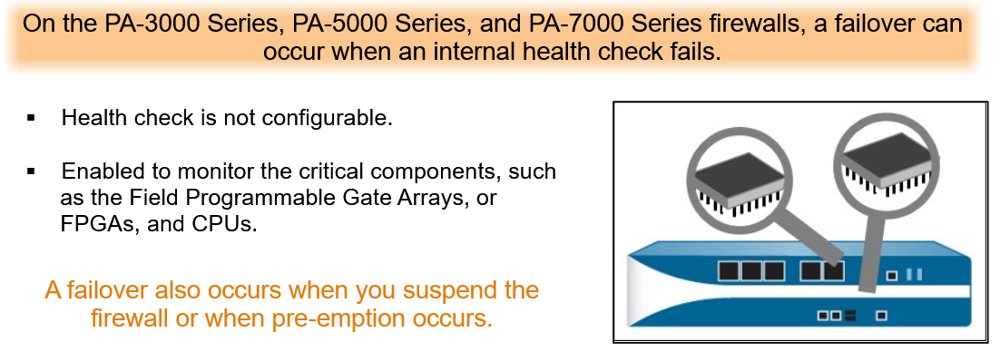 On the PA-3000 Series, PA-5000 Series, and PA-7000 Series firewalls, a failover can
occur when an internal health check fails.
▪ Health check is not configurable.
▪ Enabled to monitor the critical components, such
as the Field Programmable Gate Arrays, or
FPGAs, and CPUs.
A failover also occurs when you suspend the
firewall or when pre-emption occurs.